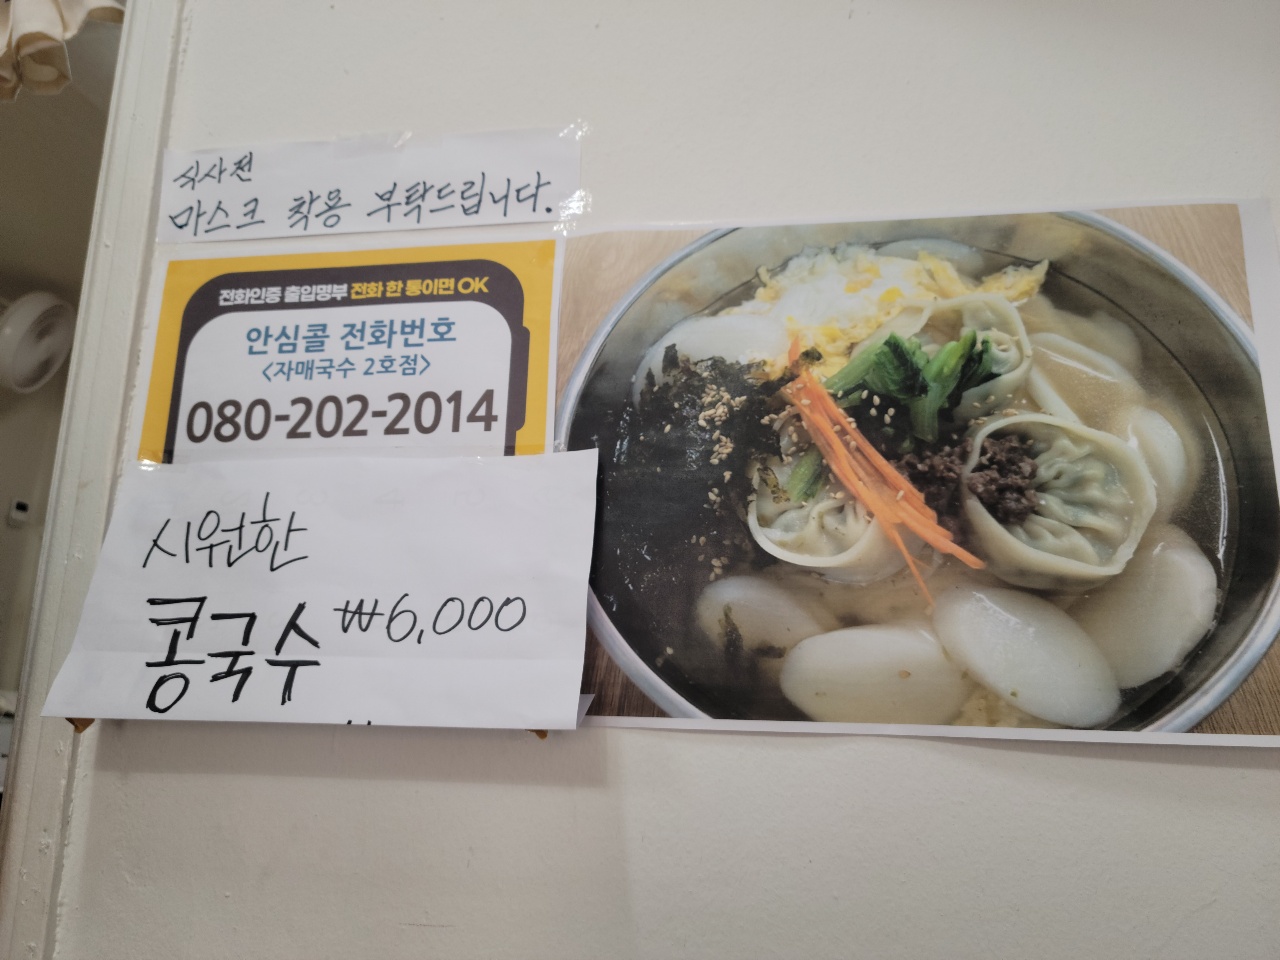 식사전
마스크 착용 부탁드립니다.
전화인증 출입명부 전화 한 통이면 OK
안심콜 전화번호
<자매국수 2호점>
080-202-2014
시원한
콩국수 ₩6,000